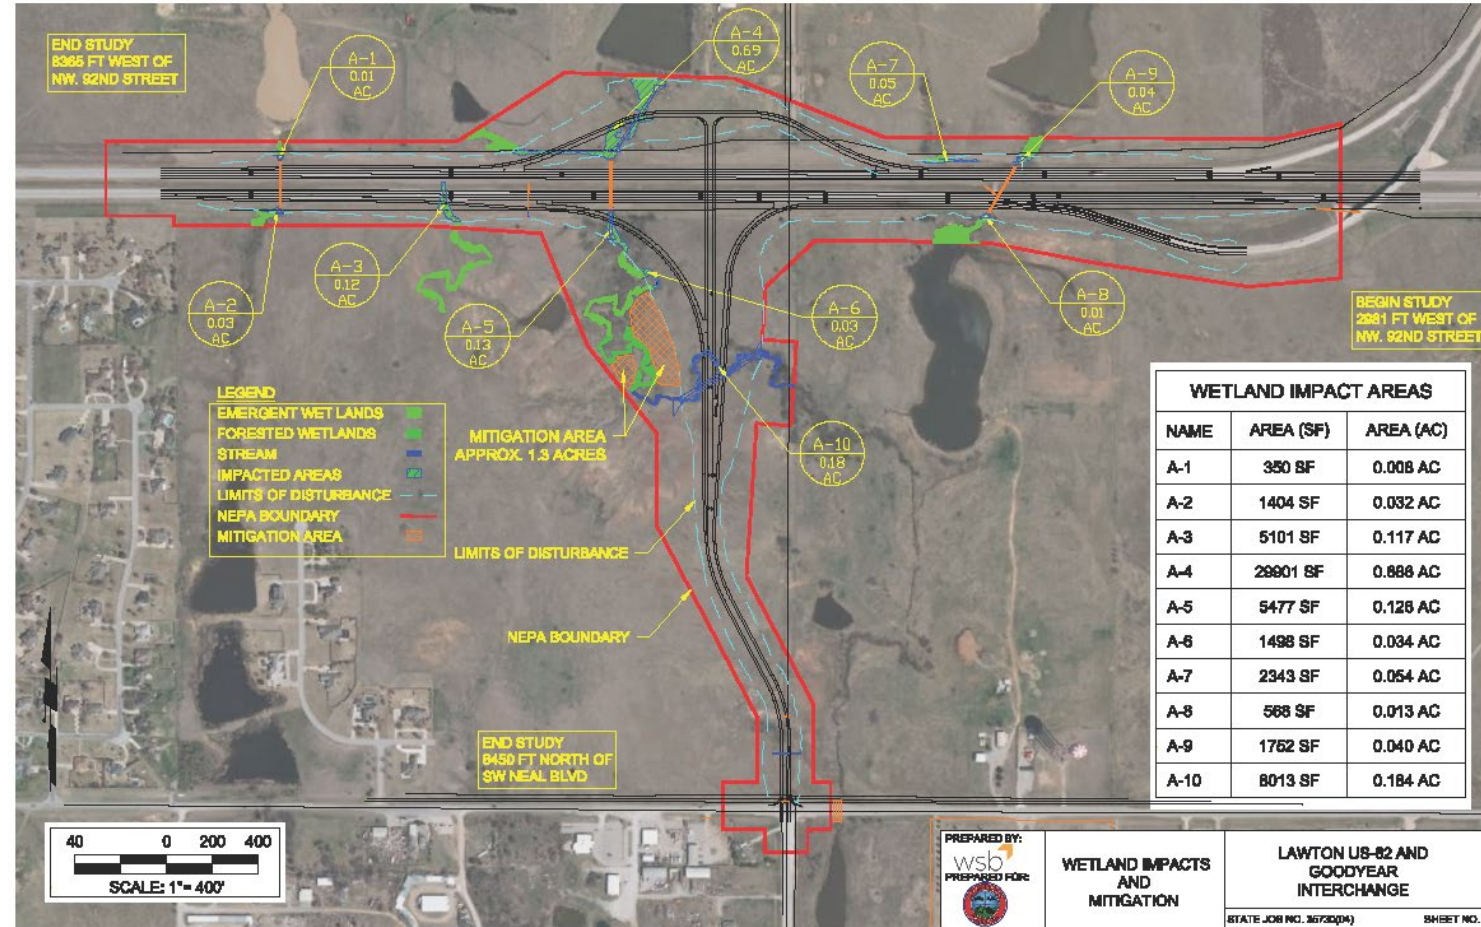 END STUDY
8365 FT WEST OF
NW. 92ND STREET
A-1
0.01
AC
A-4
0.69
AC
A-7
0.05
AC
A-9
0.04
AC
A-2
0.03
AC
A-3
0.12
AC
A-5
0.13
AC
A-6
0.03
AC
A-8
0.01
AC
A-10
0.18
AC
BEGIN STUDY
2981 FT WEST OF
NW. 92ND STREET
LEGEND
EMERGENT WET LANDS
FORESTED WETLANDS
STREAM
IMPACTED AREAS
LIMITS OF DISTURBANCE
NEPA BOUNDARY
MITIGATION AREA
MITIGATION AREA
APPROX. 1.3 ACRES
LIMITS OF DISTURBANCE
NEPA BOUNDARY
END STUDY
8450 FT NORTH OF
SW NEAL BLVD
WETLAND IMPACT AREAS
NAME AREA (SF) AREA (AC)
A-1 350 SF 0.008 AC
A-2 1404 SF 0.032 AC
A-3 5101 SF 0.117 AC
A-4 29901 SF 0.686 AC
A-5 5477 SF 0.126 AC
A-6 1498 SF 0.034 AC
A-7 2343 SF 0.054 AC
A-8 568 SF 0.013 AC
A-9 1752 SF 0.040 AC
A-10 8013 SF 0.184 AC
40 0 200 400
SCALE: 1"= 400'
PREPARED BY:
wsb
PREPARED FOR:
WETLAND IMPACTS
AND
MITIGATION
LAWTON US-62 AND
GOODYEAR
INTERCHANGE
STATE JOB NO. SHEET NO.